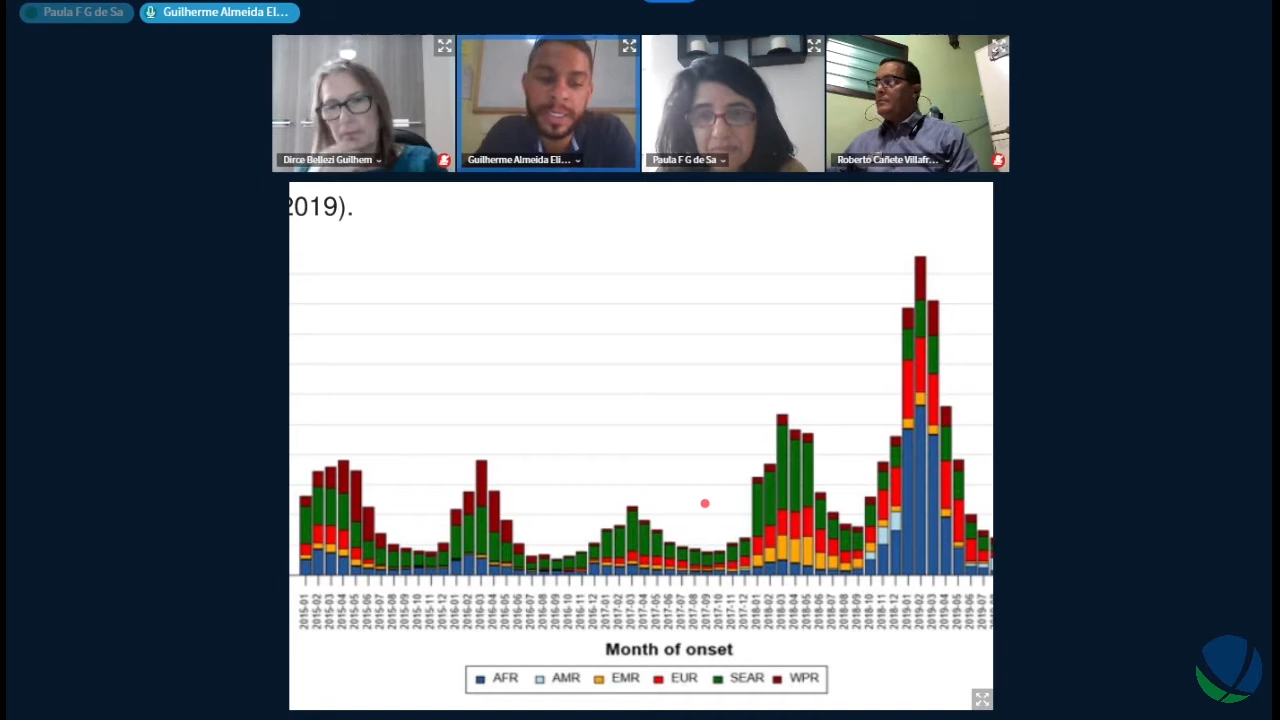 Paula F G de Sa
Guilherme Almeida El...
Dirce Bellezi Guilhem
Guilherme Almeida Eli...
Paula F G de Sa
Roberto Cañete Villafr...
2019).
2015-01 2015-02 2015-03 2015-04 2015-05 2015-06 2015-07 2015-08 2015-09 2015-10 2015-11 2015-12 2016-01 2016-02 2016-03 2016-04 2016-05 2016-06 2016-07 2016-08 2016-09 2016-10 2016-11 2016-12 2017-01 2017-02 2017-03 2017-04 2017-05 2017-06 2017-07 2017-08 2017-09 2017-10 2017-11 2017-12 2018-01 2018-02 2018-03 2018-04 2018-05 2018-06 2018-07 2018-08 2018-09 2018-10 2018-11 2018-12 2019-01 2019-02 2019-03 2019-04 2019-05 2019-06 2019-07
Month of onset
AFR AMR EMR EUR SEAR WPR